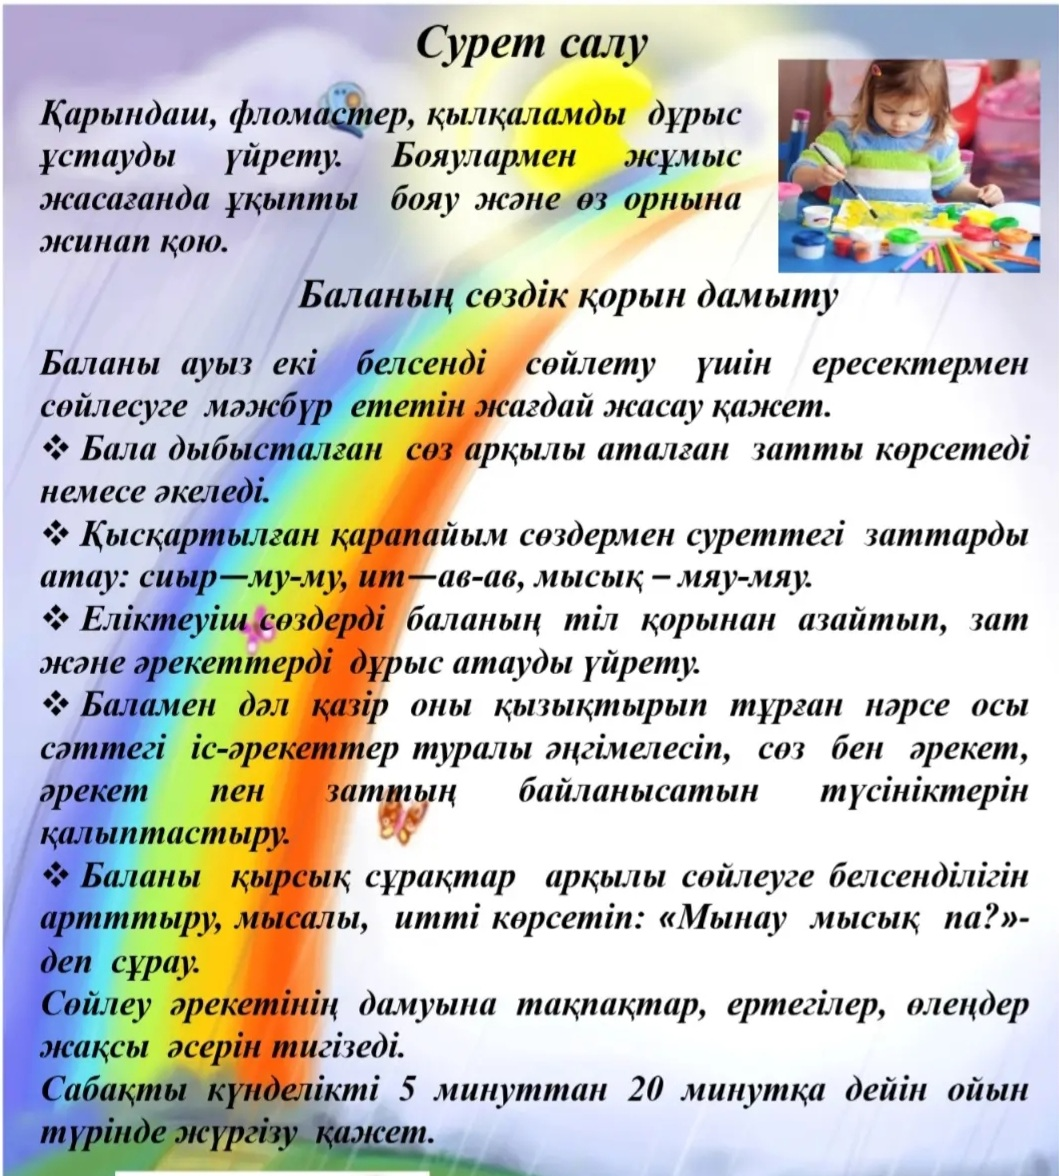 Сурет салу
Қарындаш, фломастер, қылқаламды дұрыс
ұстауды үйрету. Бояулармен жұмыс
жасағанда ұқыпты бояу және өз орнына
жинап қою.
Баланың сөздік қорын дамыту
Баланы ауыз екі белсенді сөйлету үшін ересектермен
сөйлесуге мәжбүр ететін жағдай жасау қажет.
❖ Бала дыбысталған сөз арқылы аталған затты көрсетеді
немесе әкеледі.
❖ Қысқартылған қарапайым сөздермен суреттегі заттарды
атау: сиыр—му-му, ит—ав-ав, мысық – мяу-мяу.
❖ Еліктеуіш сөздерді баланың тіл қорынан азайтып, зат
және әрекеттерді дұрыс атауды үйрету.
❖ Баламен дәл қазір оны қызықтырып тұрған нәрсе осы
сәттегі іс-әрекеттер туралы әңгімелесіп, сөз бен әрекет,
әрекет пен заттың байланысатын түсініктерін
қалыптастыру.
❖ Баланы қырсық сұрақтар арқылы сөйлеуге белсенділігін
артттыру, мысалы, итті көрсетіп: «Мынау мысық па?»-
деп сұрау.
Сөйлеу әрекетінің дамуына тақпақтар, ертегілер, өлеңдер
жақсы әсерін тигізеді.
Сабақты күнделікті 5 минуттан 20 минутқа дейін ойын
түрінде жүргізу қажет.